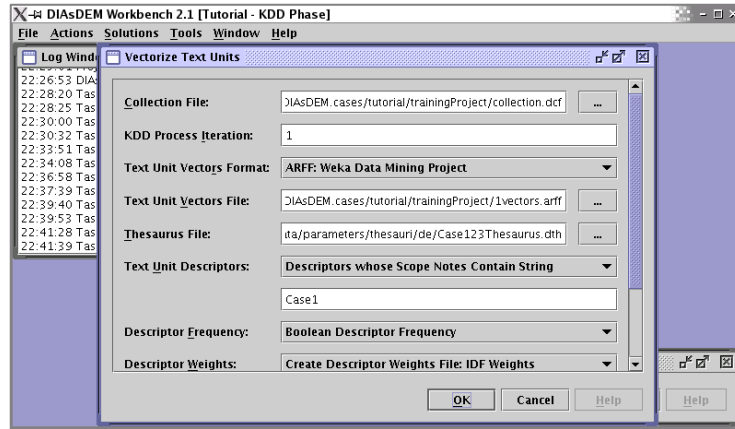 DIAsDEM Workbench 2.1 [Tutorial - KDD Phase]
File Actions Solutions Tools Window Help
Log Wind
Vectorize Text Units
22:26:53 DIA
22:28:20 Tas
22:28:25 Tas
22:30:00 Tas
22:30:32 Tas
22:33:51 Tas
22:34:08 Tas
22:36:58 Tas
22:37:39 Tas
22:39:40 Tas
22:39:53 Tas
22:41:28 Tas
22:41:39 Tas
Collection File: DIAsDEM.cases/tutorial/trainingProject/collection.dcf ...
KDD Process Iteration: 1
Text Unit Vectors Format: ARFF: Weka Data Mining Project
Text Unit Vectors File: DIAsDEM.cases/tutorial/trainingProject/1vectors.arff ...
Thesaurus File: ata/parameters/thesauri/de/Case123Thesaurus.dth ...
Text Unit Descriptors: Descriptors whose Scope Notes Contain String
Case1
Descriptor Frequency: Boolean Descriptor Frequency
Descriptor Weights: Create Descriptor Weights File: IDF Weights
OK Cancel Help
Help